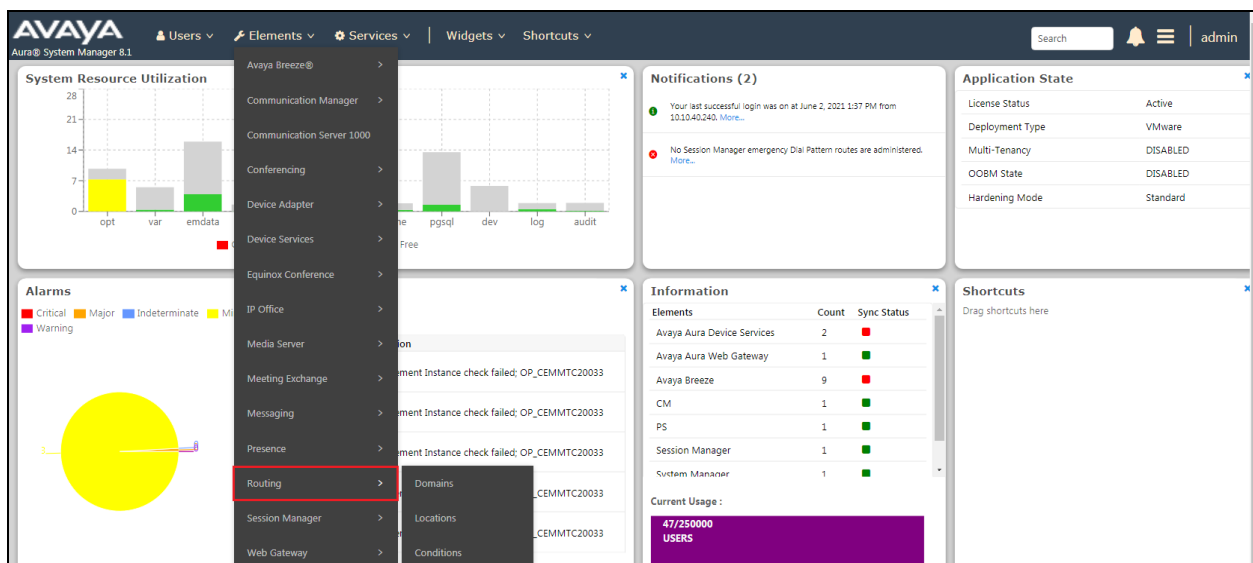 AVAYA
Aura® System Manager 8.1
Users
Elements
Services
Widgets
Shortcuts
Search
admin
System Resource Utilization
28
21
14
7
0
opt
var
emdata
pgsql
dev
log
audit
Free
Avaya Breeze®
Communication Manager
Communication Server 1000
Conferencing
Device Adapter
Device Services
Equinox Conference
IP Office
Media Server
Meeting Exchange
Messaging
Presence
Routing
Session Manager
Web Gateway
Domains
Locations
Conditions
Notifications (2)
Your last successful login was on at June 2, 2021 1:37 PM from
10.10.40.240. More...
No Session Manager emergency Dial Pattern routes are administered.
More...
Application State
License Status Active
Deployment Type VMware
Multi-Tenancy DISABLED
OOBM State DISABLED
Hardening Mode Standard
Alarms
Critical Major Indeterminate Mi
Warning
ion
ement Instance check failed; OP_CEMMTC20033
ement Instance check failed; OP_CEMMTC20033
ement Instance check failed; OP_CEMMTC20033
_CEMMTC20033
_CEMMTC20033
Information
Elements Count Sync Status
Avaya Aura Device Services 2
Avaya Aura Web Gateway 1
Avaya Breeze 9
CM 1
PS 1
Session Manager 1
System Manager 1
Current Usage :
47/250000
USERS
Shortcuts
Drag shortcuts here